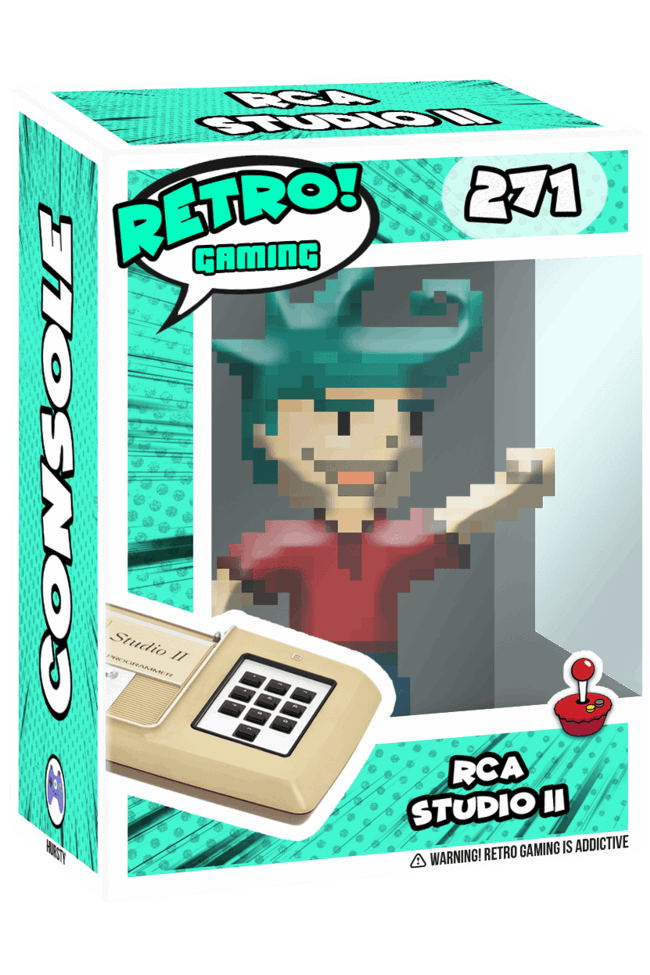 RCA
STUDIO II
RETRO!
GAMING
271
CONSOLE
Studio II
PROGRAMMER
RCA
STUDIO II
WARNING! RETRO GAMING IS ADDICTIVE
HURSTY